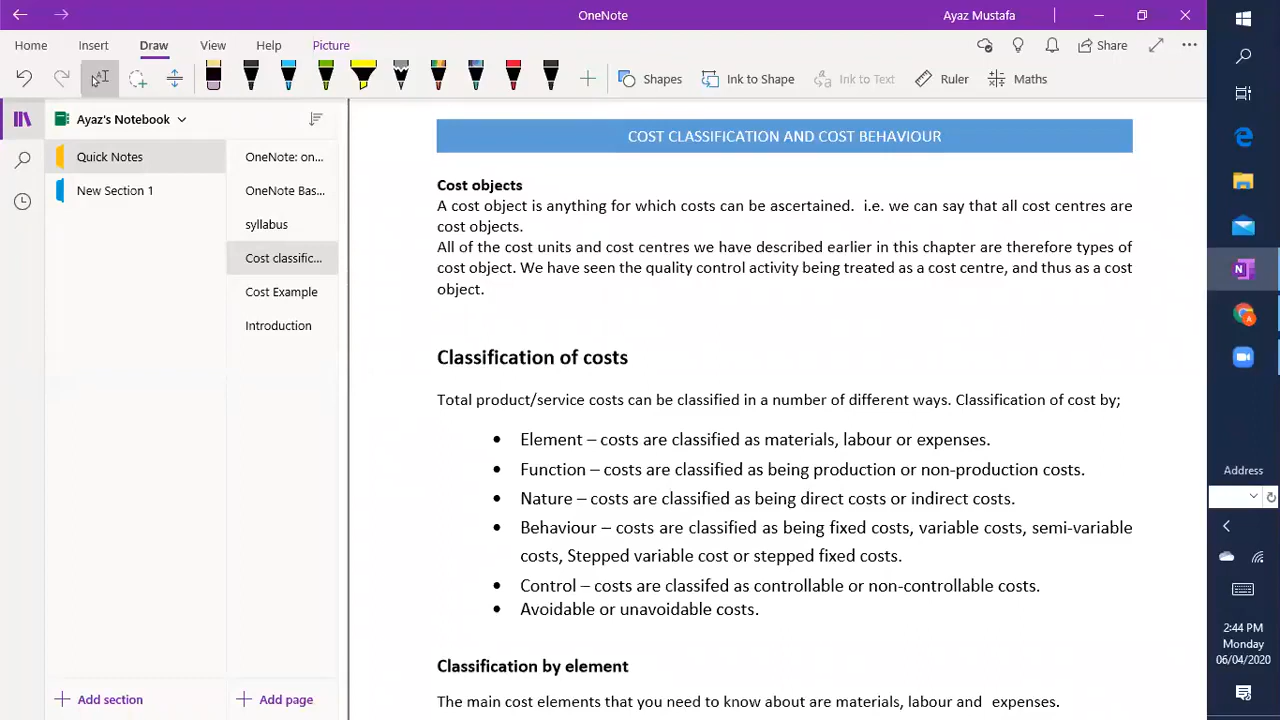 OneNote
Ayaz Mustafa
Home
Insert
Draw
View
Help
Picture
Share
Shapes
Ink to Shape
Ink to Text
Ruler
Maths
Ayaz's Notebook
Quick Notes
New Section 1
OneNote: on...
OneNote Bas...
syllabus
Cost classific...
Cost Example
Introduction
Add section
Add page
COST CLASSIFICATION AND COST BEHAVIOUR
Cost objects
A cost object is anything for which costs can be ascertained. i.e. we can say that all cost centres are
cost objects.
All of the cost units and cost centres we have described earlier in this chapter are therefore types of
cost object. We have seen the quality control activity being treated as a cost centre, and thus as a cost
object.
Classification of costs
Total product/service costs can be classified in a number of different ways. Classification of cost by;
• Element – costs are classified as materials, labour or expenses.
• Function – costs are classified as being production or non-production costs.
• Nature – costs are classified as being direct costs or indirect costs.
• Behaviour – costs are classified as being fixed costs, variable costs, semi-variable
costs, Stepped variable cost or stepped fixed costs.
• Control – costs are classifed as controllable or non-controllable costs.
• Avoidable or unavoidable costs.
Classification by element
The main cost elements that you need to know about are materials, labour and expenses.
Address
2:44 PM
Monday
06/04/2020